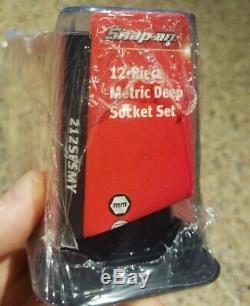 Snap-on
12-Piece
Metric Deep
Socket Set
212SFSMY
mm